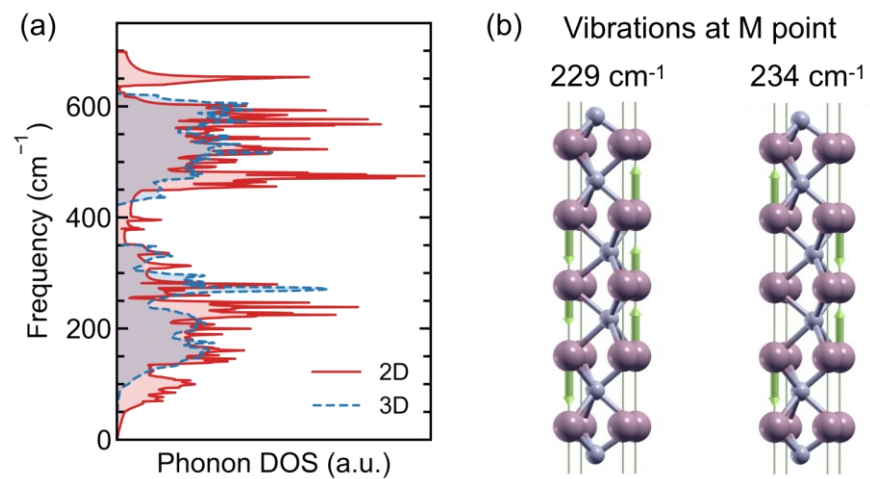 (a)
Frequency (cm⁻¹)
600
400
200
0
2D
3D
Phonon DOS (a.u.)
(b) Vibrations at M point
229 cm⁻¹ 234 cm⁻¹